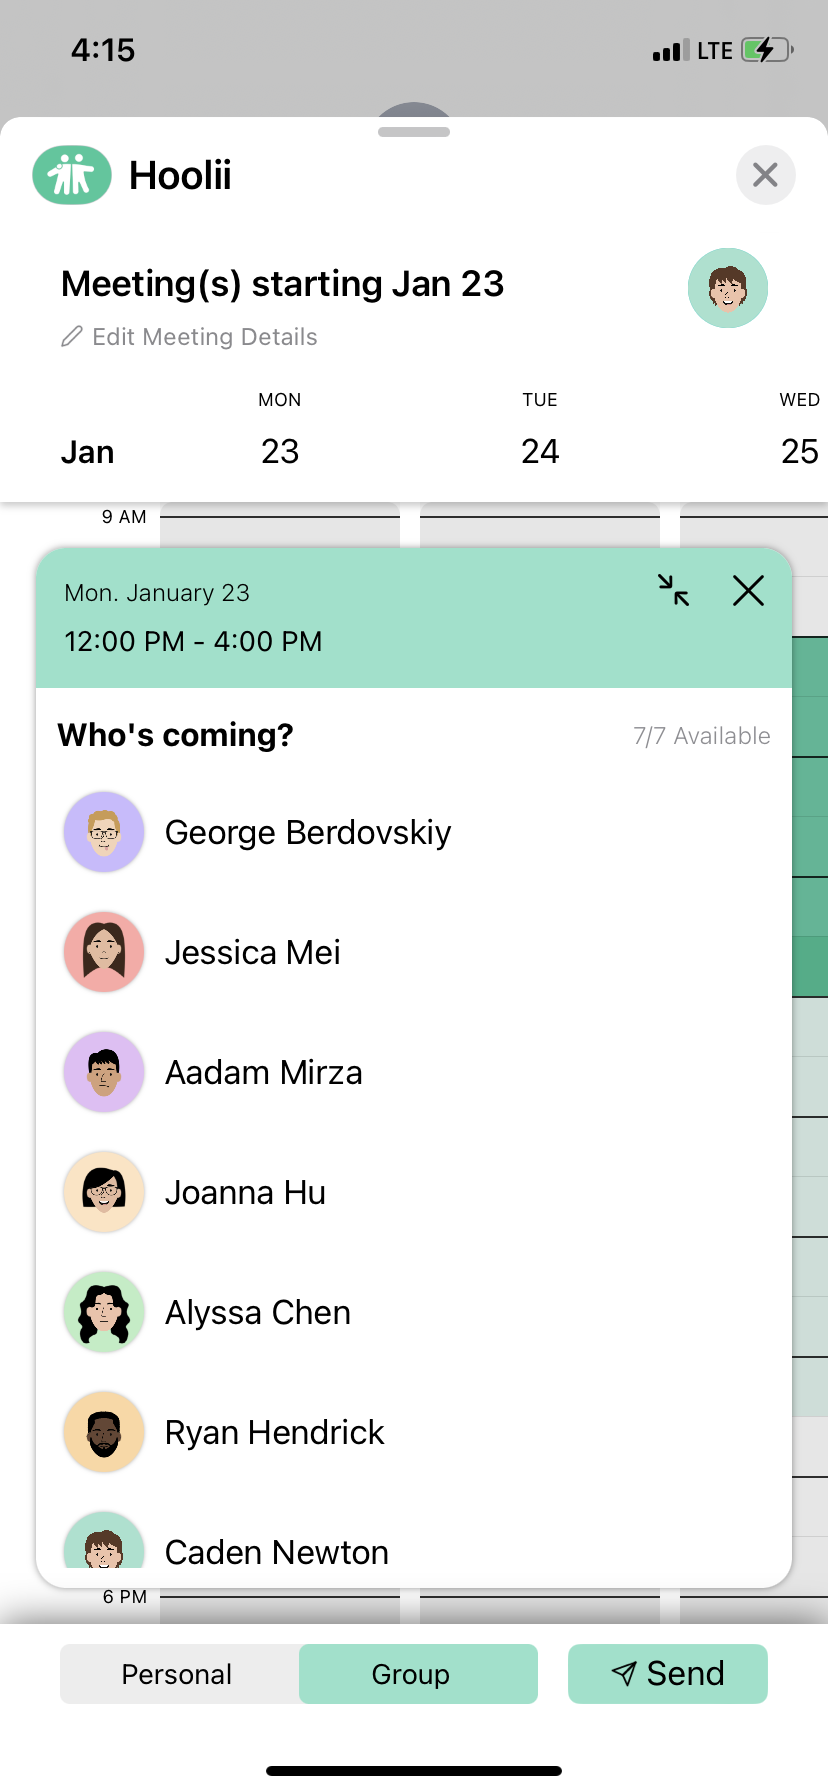 4:15 LTE
Hoolii
Meeting(s) starting Jan 23
Edit Meeting Details
MON TUE WED
Jan 23 24 25
9 AM
Mon. January 23
12:00 PM - 4:00 PM
Who's coming? 7/7 Available
George Berdovskiy
Jessica Mei
Aadam Mirza
Joanna Hu
Alyssa Chen
Ryan Hendrick
Caden Newton
6 PM
Personal Group Send